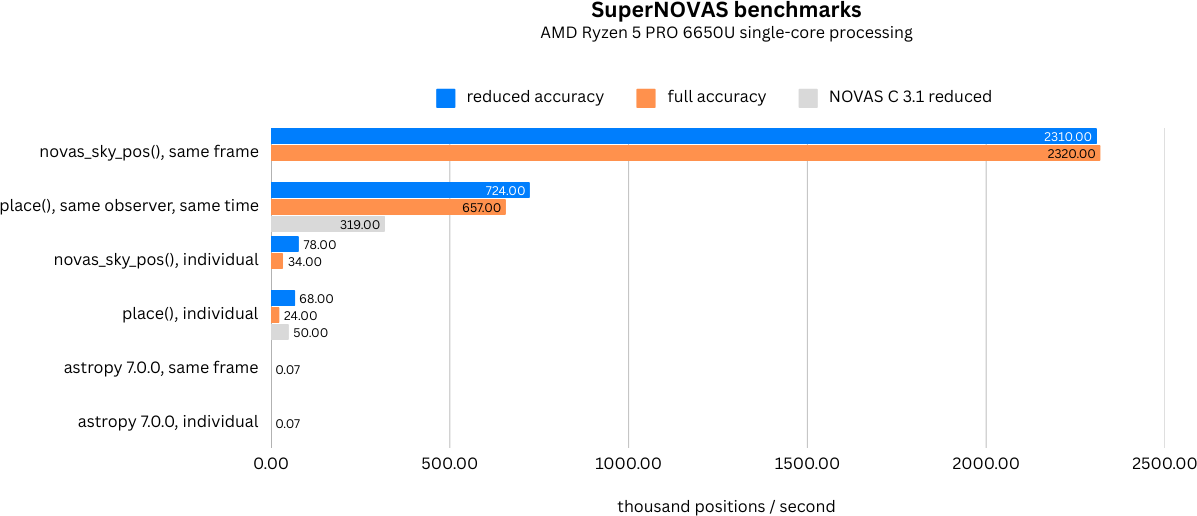 SuperNOVAS benchmarks
AMD Ryzen 5 PRO 6650U single-core processing
reduced accuracy full accuracy NOVAS C 3.1 reduced
novas_sky_pos(), same frame
2310.00
2320.00
place(), same observer, same time
724.00
657.00
319.00
novas_sky_pos(), individual
78.00
34.00
place(), individual
68.00
24.00
50.00
astropy 7.0.0, same frame
0.07
astropy 7.0.0, individual
0.07
0.00 500.00 1000.00 1500.00 2000.00 2500.00
thousand positions / second